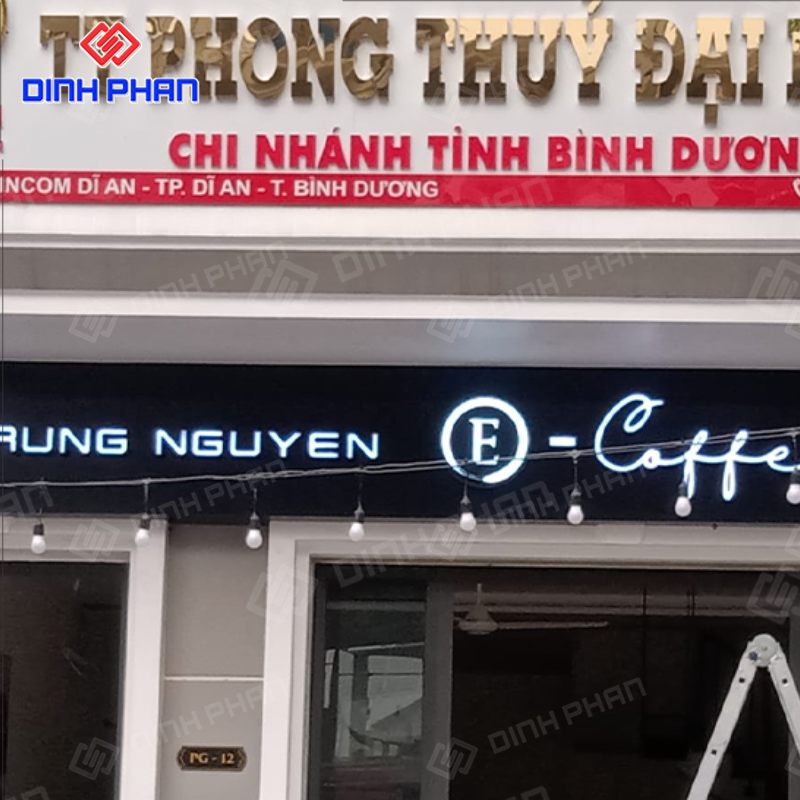 TT PHONG THUỶ ĐẠI
DINH PHAN
CHI NHÁNH TỈNH BÌNH DƯƠN
INCOM DĨ AN - TP. DĨ AN - T. BÌNH DƯƠNG
RUNG NGUYEN E - Coffe
PG - 12